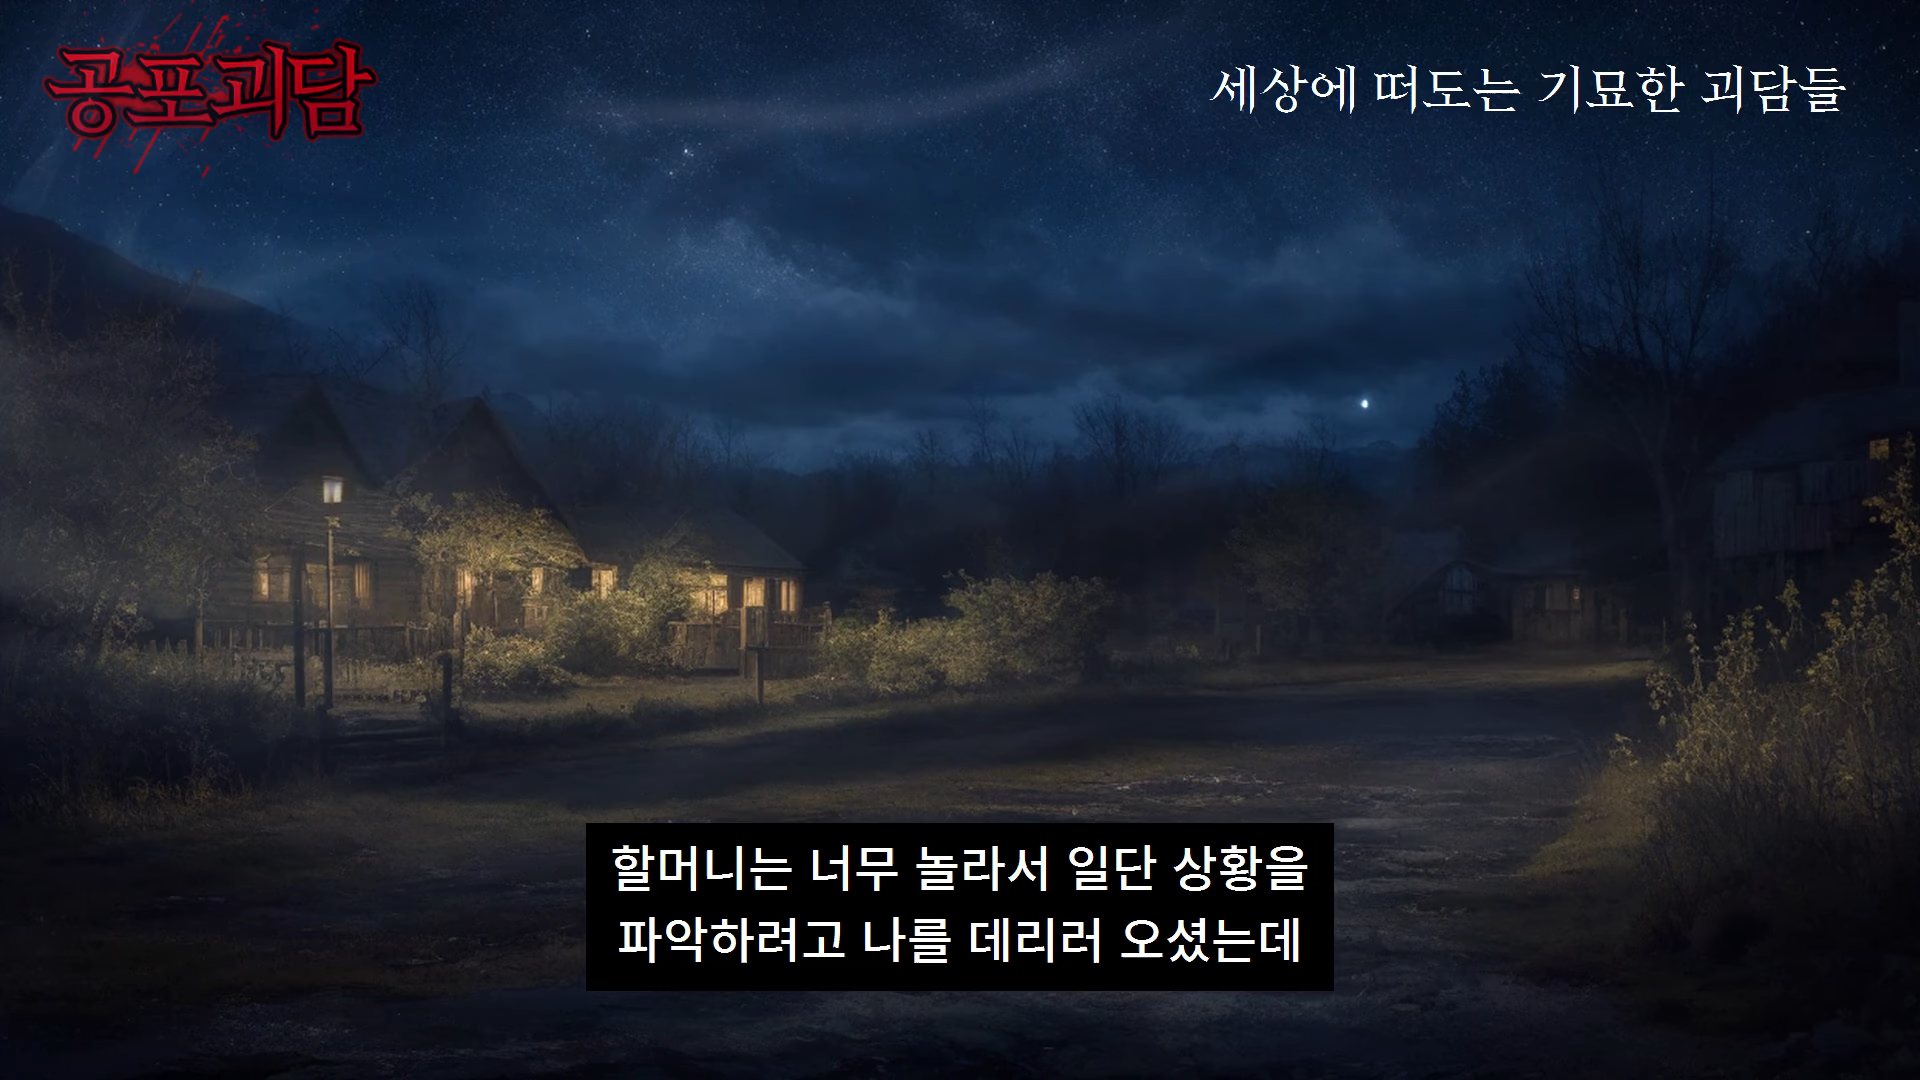 공포괴담
세상에 떠도는 기묘한 괴담들
할머니는 너무 놀라서 일단 상황을
파악하려고 나를 데리러 오셨는데